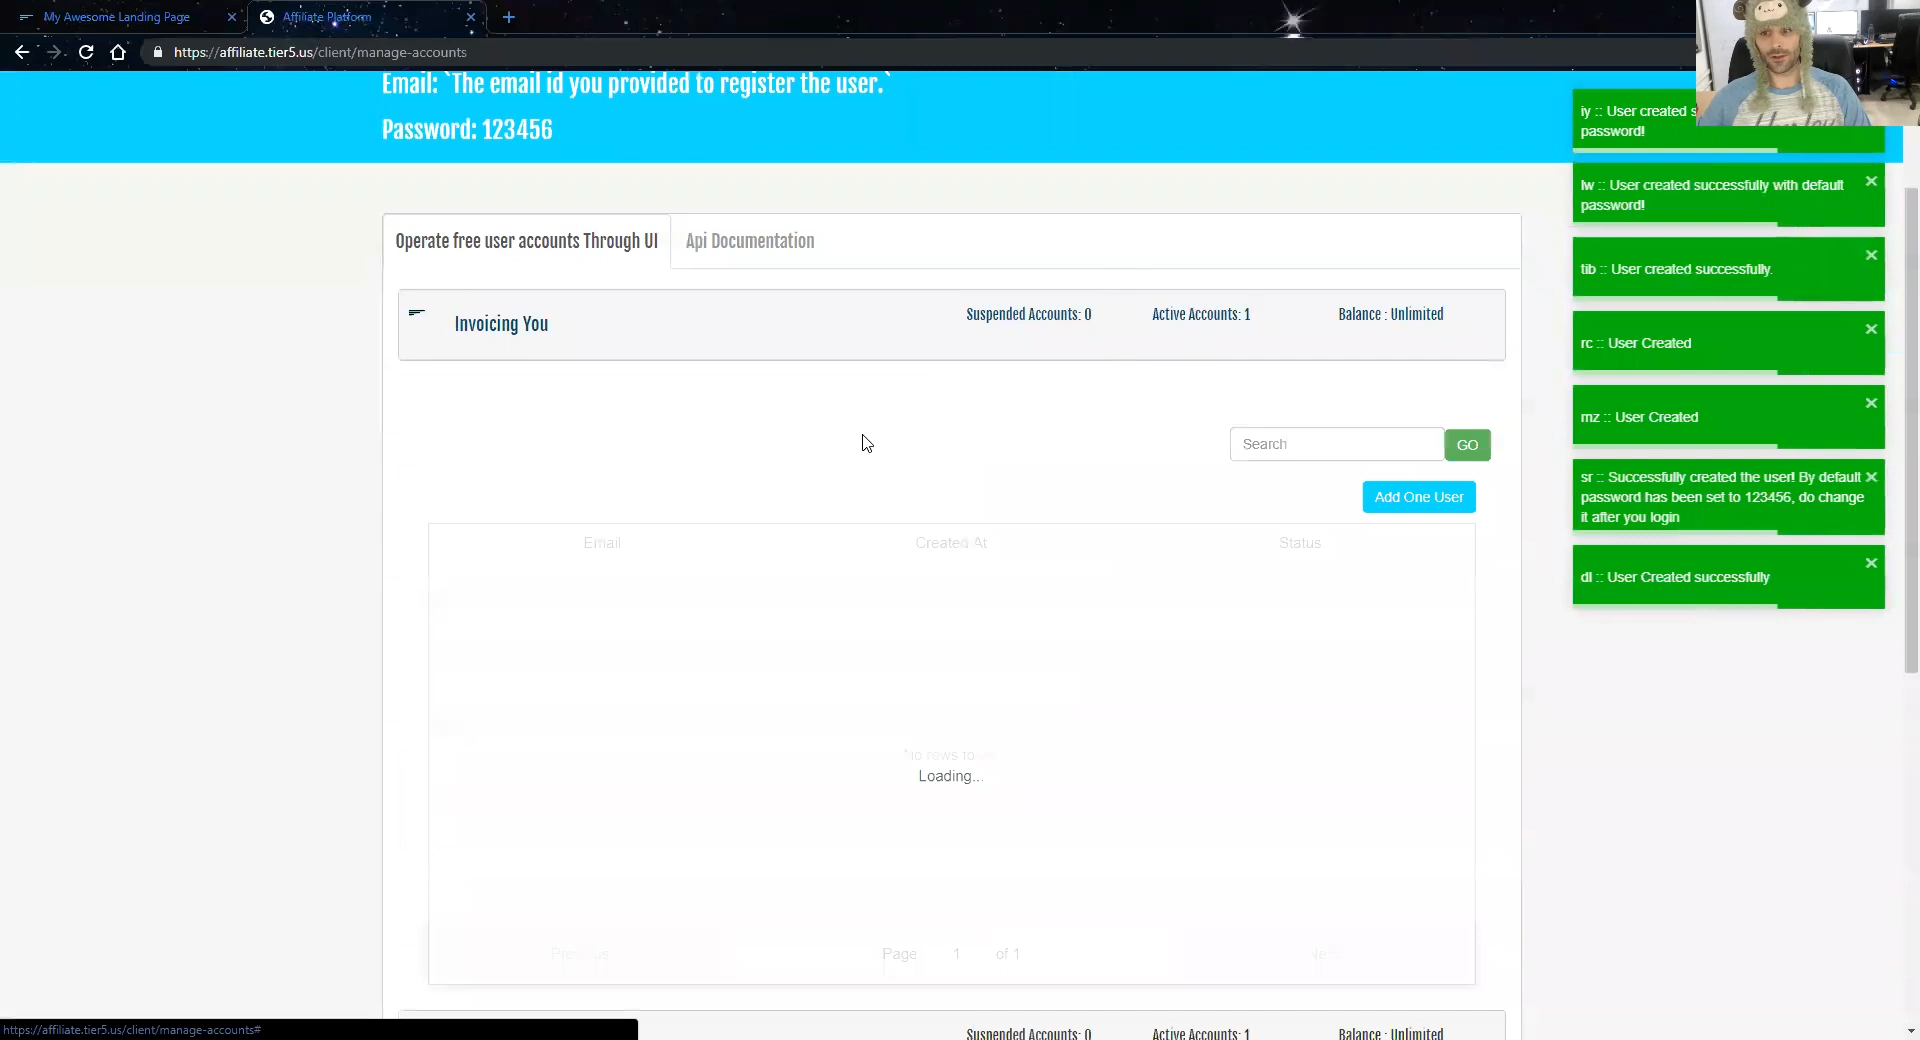 My Awesome Landing Page
Affiliate Platform
https://affiliate.tier5.us/client/manage-accounts
Email: `The email id you provided to register the user.`
Password: 123456
iy :: User created
password!
lw :: User created successfully with default
password!
tib :: User created successfully.
rc :: User Created
mz :: User Created
sr :: Successfully created the user! By default
password has been set to 123456, do change
it after you login
dl :: User Created successfully
Operate free user accounts Through UI
Api Documentation
Invoicing You
Suspended Accounts: 0
Active Accounts: 1
Balance : Unlimited
Search
GO
Add One User
Email
Created At
Status
rows
Loading...
Previous
Page
1
of 1
Suspended Accounts: 0
Active Accounts: 1
Balance : Unlimited
https://affiliate.tier5.us/client/manage-accounts#